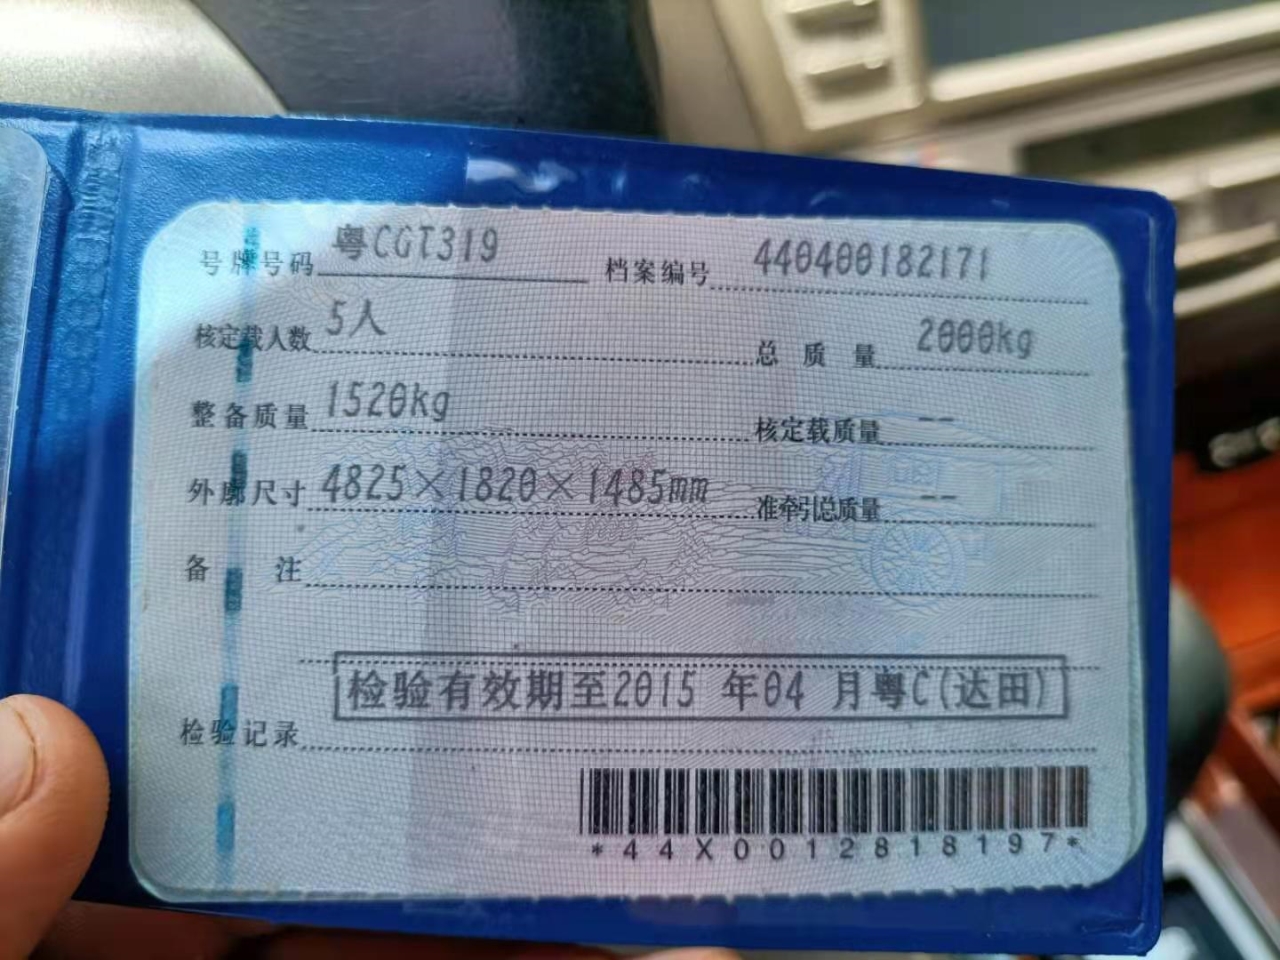 号牌号码 粤CGT319 档案编号 440400182171
核定载人数 5人 总质量 2000kg
整备质量 1520kg 核定载质量 --
外廓尺寸 4825×1820×1485mm 准牵引总质量 --
备注
检验有效期至2015 年04 月粤C(达田)
检验记录
*44X0012818197*